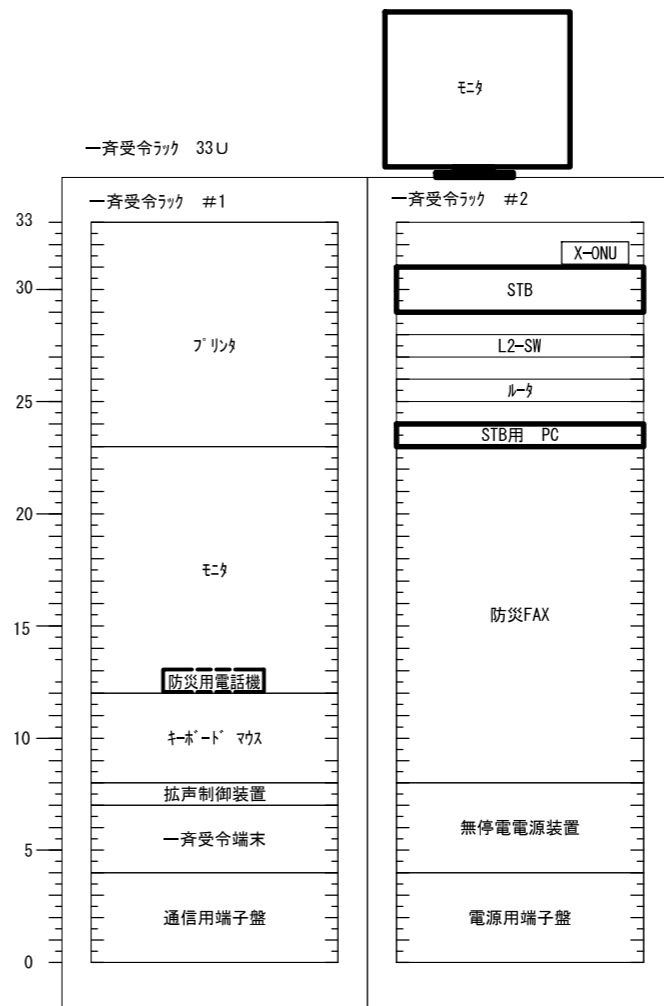 ﾓﾆﾀ
一斉受令ﾗｯｸ 33U
一斉受令ﾗｯｸ #1
一斉受令ﾗｯｸ #2
33
X-ONU
30
STB
ﾌﾟﾘﾝﾀ
L2-SW
ﾙｰﾀ
25
STB用 PC
20
ﾓﾆﾀ
防災FAX
15
防災用電話機
10
ｷｰﾎﾞｰﾄﾞ ﾏｳｽ
拡声制御装置
一斉受令端末
無停電電源装置
5
通信用端子盤
電源用端子盤
0